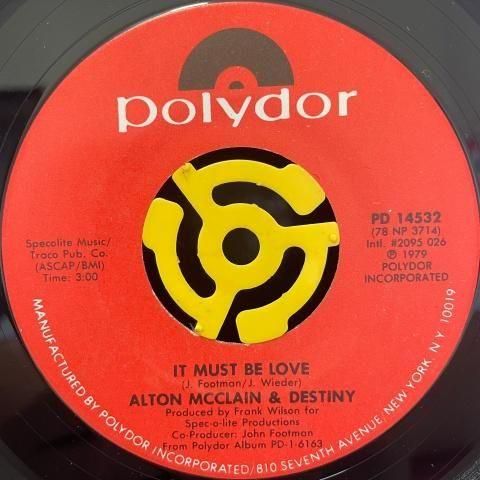 polydor
Specolite Music/
Traco Pub. Co.
(ASCAP/BMI)
Time: 3:00
PD 14532
(78 NP 3714)
Intl. #2095 026
℗ 1979
POLYDOR
INCORPORATED
IT MUST BE LOVE
(J. Footman/J. Wieder)
ALTON MCCLAIN & DESTINY
Produced by Frank Wilson for
Spec-o-lite Productions
Co-Producer: John Footman
From Polydor Album PD-1-6163
MANUFACTURED BY POLYDOR INCORPORATED/810 SEVENTH AVENUE, NEW YORK, N.Y. 10019